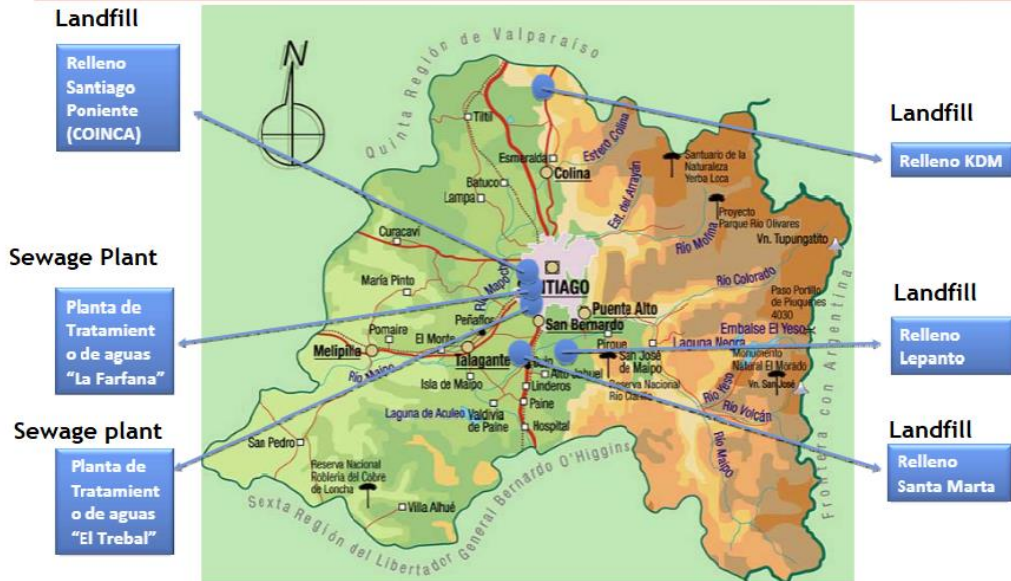 Landfill
Relleno
Santiago
Poniente
(COINCA)
Sewage Plant
Planta de
Tratamient
o de aguas
“La Farfana”
Sewage plant
Planta de
Tratamient
o de aguas
“El Trebal”
N
Quinta Región de Valparaíso
Tiltil
Esmeralda
Estero Colina
Colina
Batuco
Lampa
Est. del Arrayán
Santuario de la
Naturaleza
Yerba Loca
Proyecto
Parque Río Olivares
Río Molina
Vn. Tupungatito
Curacaví
Río Colorado
María Pinto
Río Mapoch
NTIAGO
Paso Portillo
de Piuquenes
4030
Peñaflor
Puente Alto
San Bernardo
Embalse El Yeso
Pomaire
El Monte
Pirque
Laguna Negra
Melipilla
Talagante
San José
de Maipo
Monumento
Natural El Morado
Río Maipo
Isla de Maipo
Linderos
Reserva Nacional
Río Clarillo
Río Yeso
Vn. San José
Laguna de Aculeo
Valdivia
de Paine
Paine
Río Volcán
Hospital
San Pedro
Río Maipo
Reserva Nacional
Roblería del Cobre
de Loncha
Villa Alhué
Sexta Región del Libertador General Bernardo O'Higgins
Frontera con Argentina
Landfill
Relleno KDM
Landfill
Relleno
Lepanto
Landfill
Relleno
Santa Marta